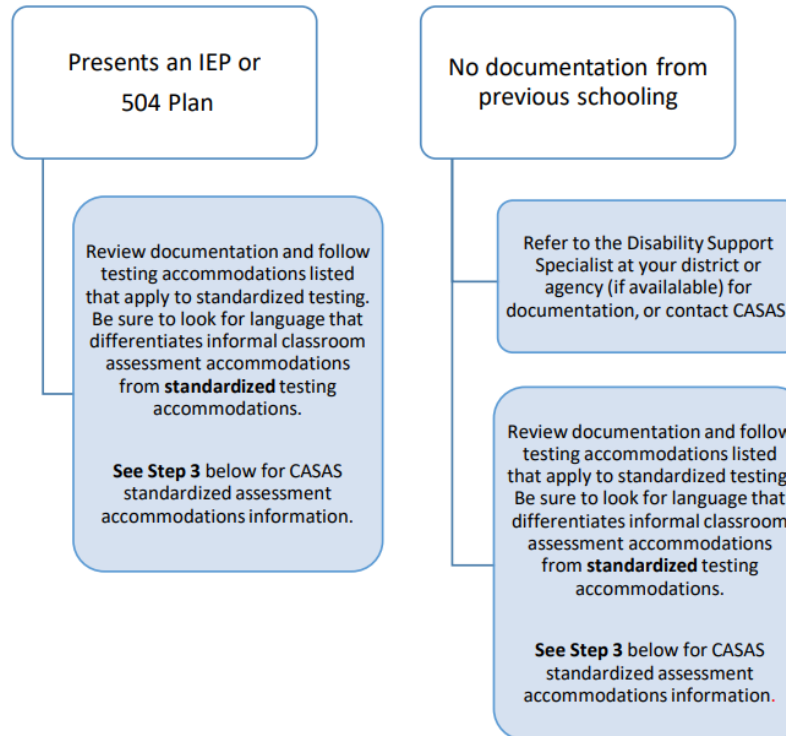 Presents an IEP or
504 Plan
Review documentation and follow
testing accommodations listed
that apply to standardized testing.
Be sure to look for language that
differentiates informal classroom
assessment accommodations
from standardized testing
accommodations.
See Step 3 below for CASAS
standardized assessment
accommodations information.
No documentation from
previous schooling
Refer to the Disability Support
Specialist at your district or
agency (if availalable) for
documentation, or contact CASAS
Review documentation and follow
testing accommodations listed
that apply to standardized testing
Be sure to look for language that
differentiates informal classroom
assessment accommodations
from standardized testing
accommodations.
See Step 3 below for CASAS
standardized assessment
accommodations information.